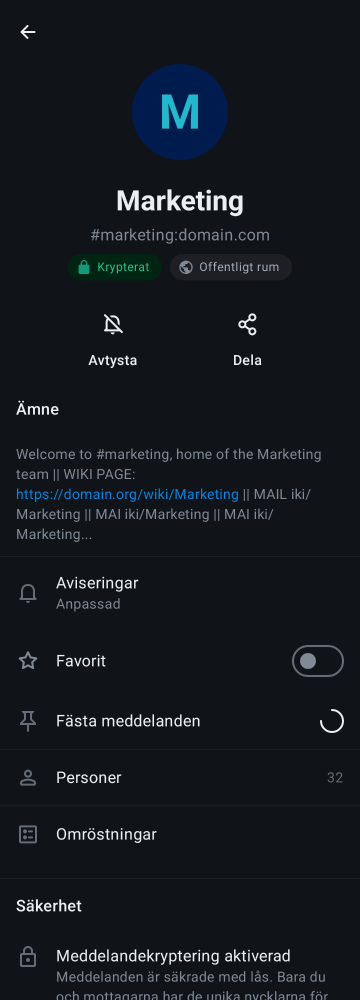 M
Marketing
#marketing:domain.com
Krypterat
Offentligt rum
Avtysta
Dela
Ämne
Welcome to #marketing, home of the Marketing
team || WIKI PAGE:
https://domain.org/wiki/Marketing || MAIL iki/
Marketing || MAI iki/Marketing || MAI iki/
Marketing...
Aviseringar
Anpassad
Favorit
Fästa meddelanden
Personer 32
Omröstningar
Säkerhet
Meddelandekryptering aktiverad
Meddelanden är säkrade med lås. Bara du
och mottagarna har de unika nycklarna för